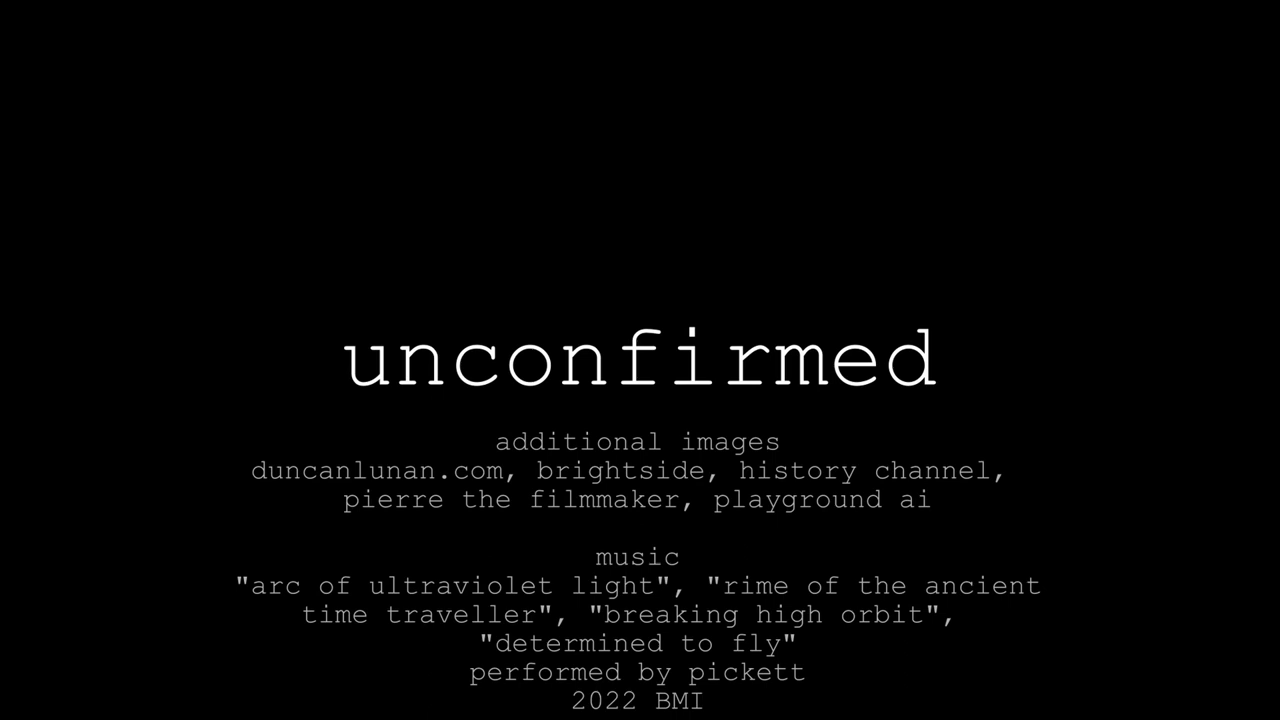 unconfirmed
additional images
duncanlunan.com, brightside, history channel,
pierre the filmmaker, playground ai
music
"arc of ultraviolet light", "rime of the ancient
time traveller", "breaking high orbit",
"determined to fly"
performed by pickett
2022 BMI